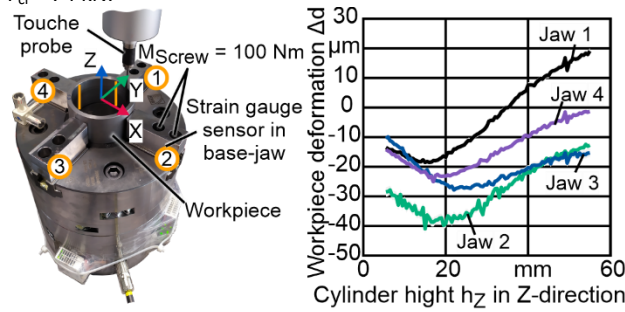 Touche
probe
MScrew = 100 Nm
Z
Y
X
1
4
3
2
Strain gauge
sensor in
base-jaw
Workpiece
Workpiece deformation Δd
30
µm
10
0
-10
-20
-30
-40
-50
Jaw 1
Jaw 4
Jaw 3
Jaw 2
0
20
mm
60
Cylinder hight hZ in Z-direction